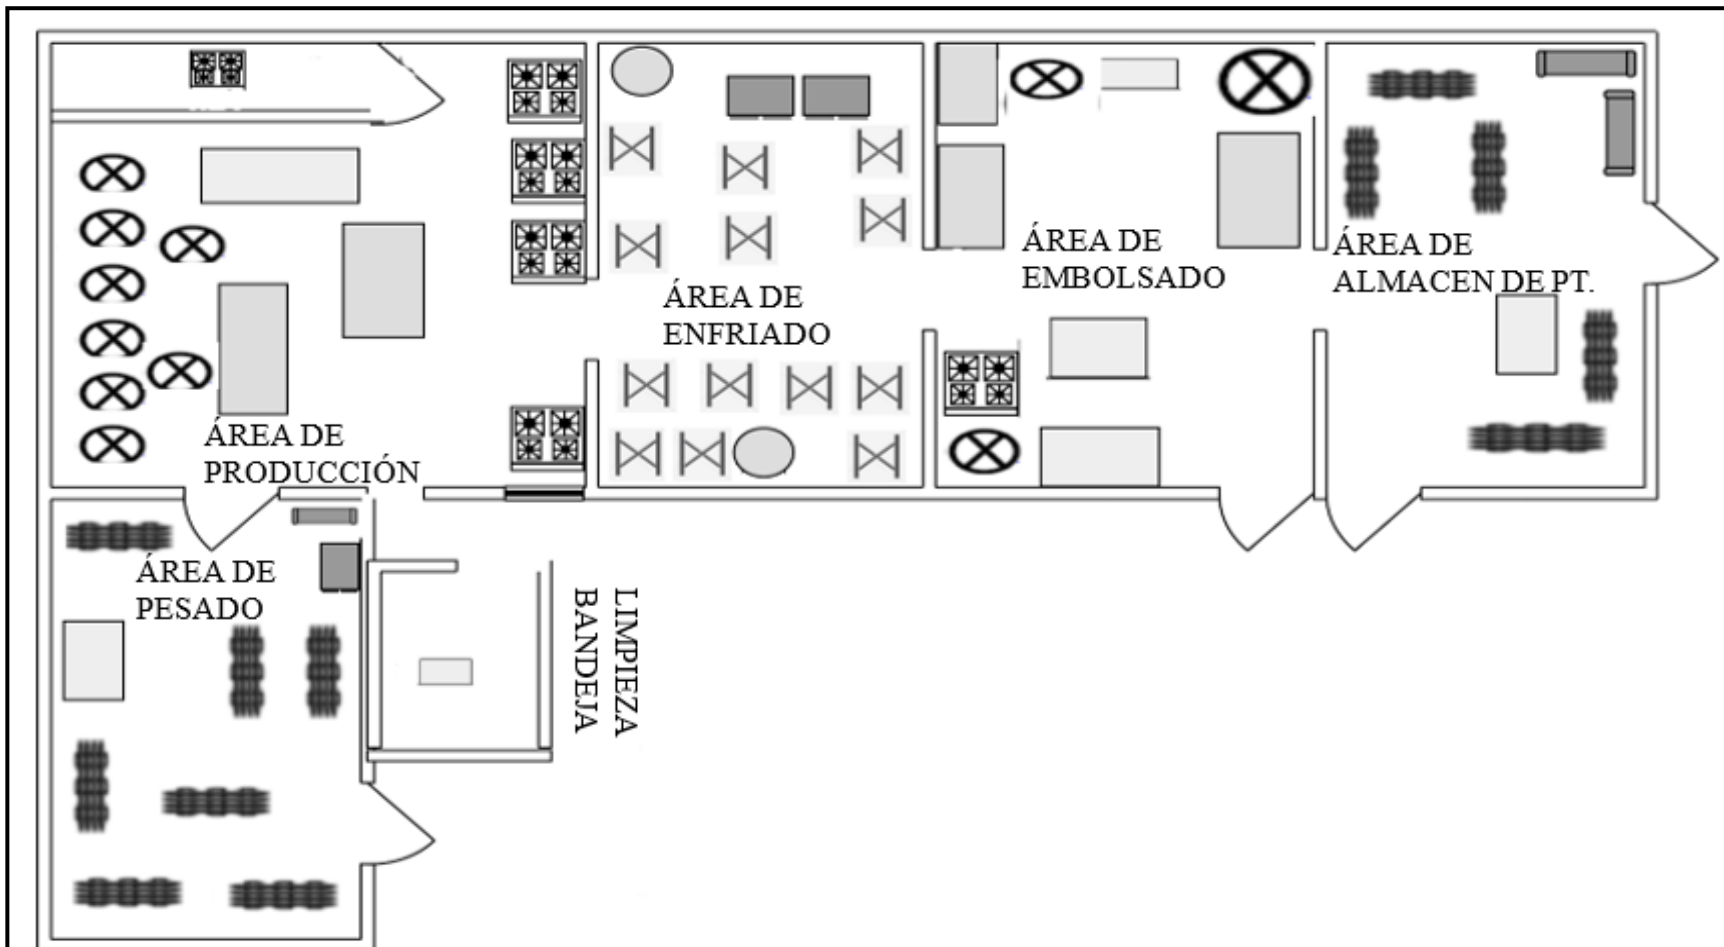 ÁREA DE
EMBOLSADO
ÁREA DE
ALMACEN DE PT.
ÁREA DE
ENFRIADO
ÁREA DE
PRODUCCIÓN
ÁREA DE
PESADO
LIMPIEZA
BANDEJA